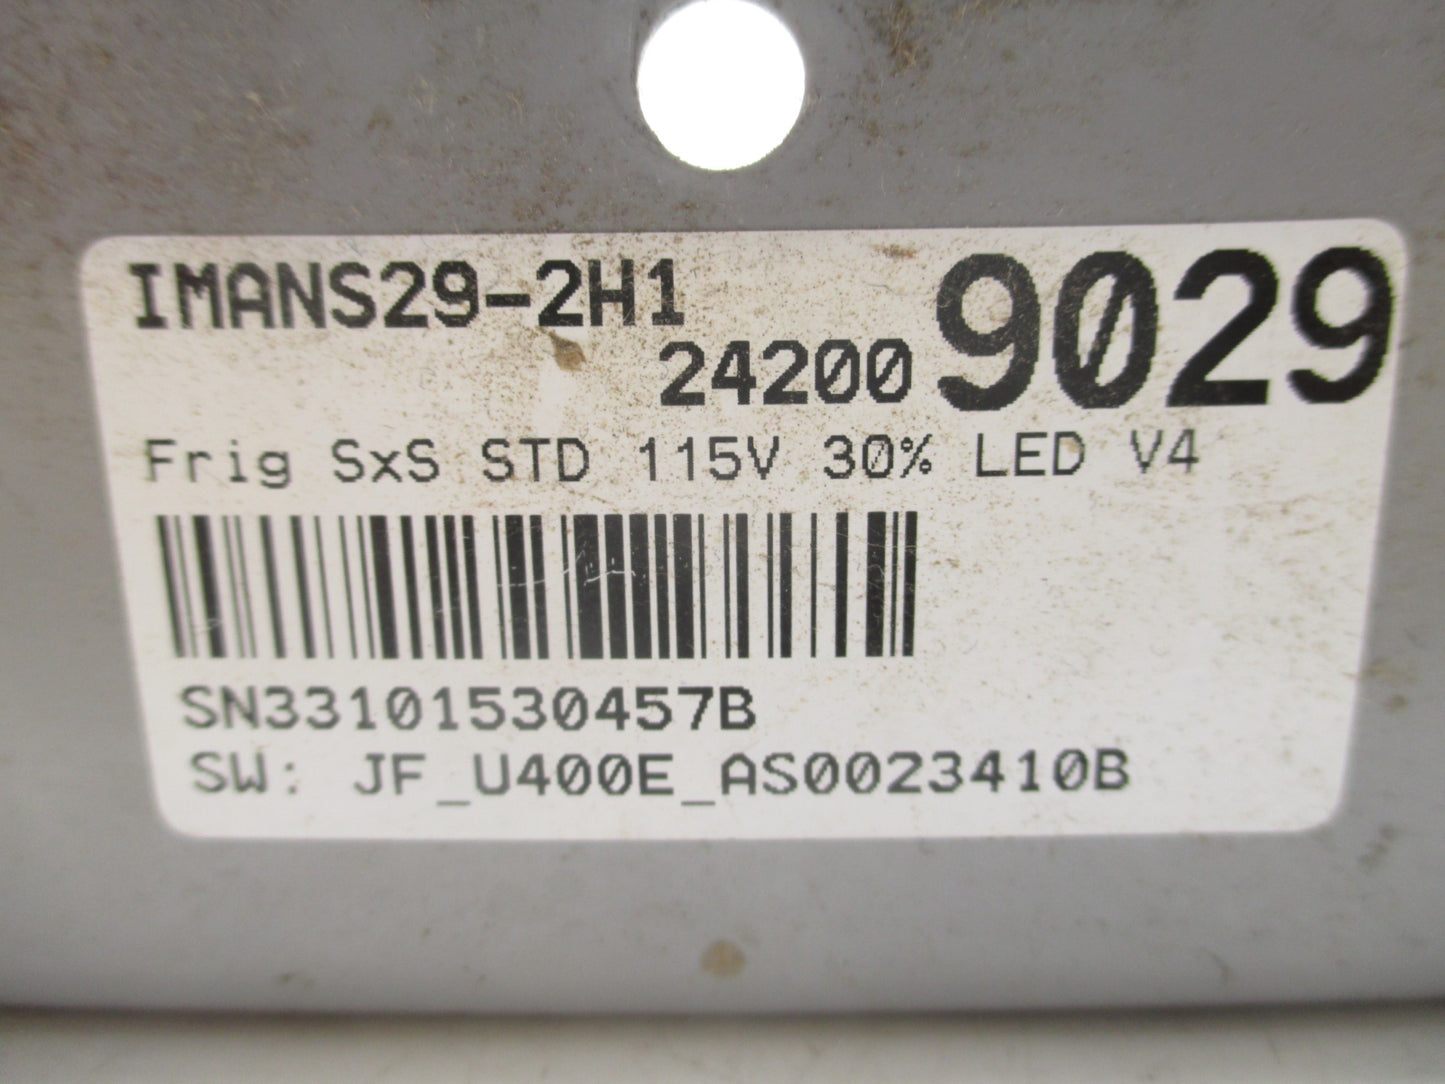 IMANS29-2H1
242009029
Frig SxS STD 115V 30% LED V4
SN33101530457B
SW: JF_U400E_AS0023410B